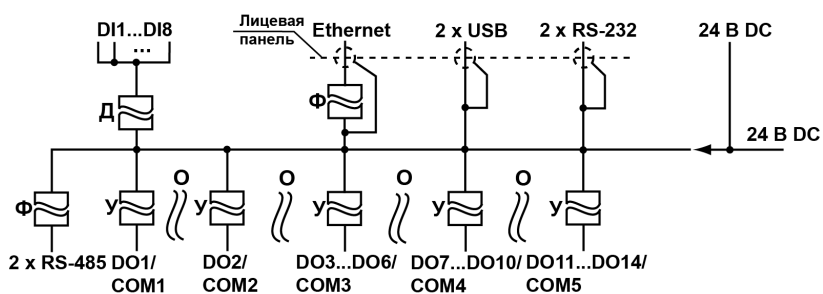 Лицевая
панель
DI1...DI8
...
Ethernet
2 x USB
2 x RS-232
24 В DC
Д
Ф
24 В DC
О
О
О
О
Ф
У
У
У
У
У
2 x RS-485
DO1/
COM1
DO2/
COM2
DO3...DO6/
COM3
DO7...DO10/
COM4
DO11...DO14/
COM5